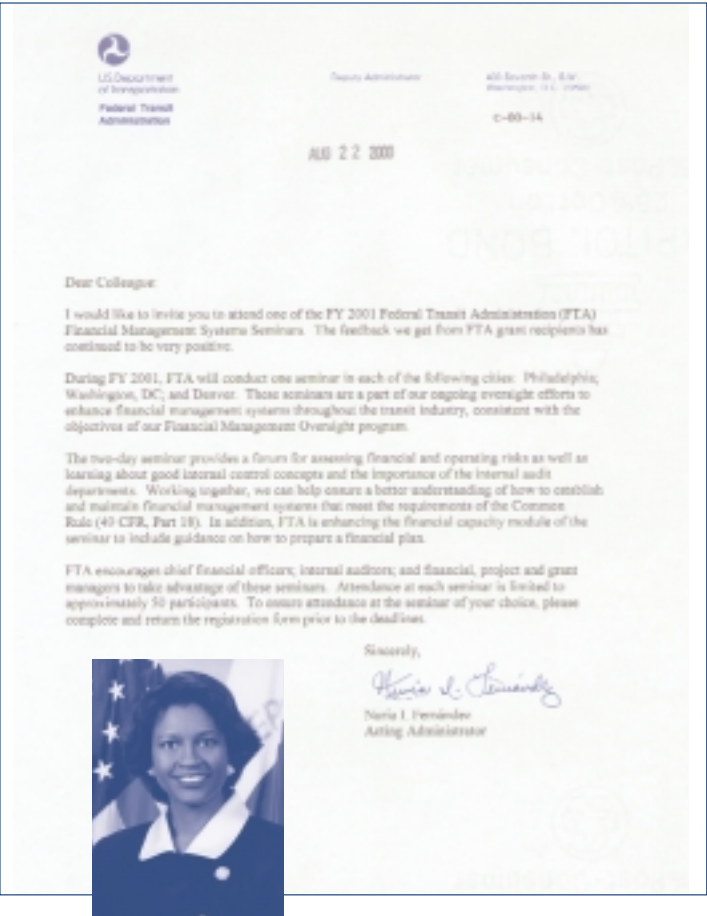 US Department
of Transportation
Federal Transit
Administration
Deputy Administrator
400 Seventh St., S.W.
Washington, D.C. 20590
C-00-14
AUG 22 2000
Dear Colleague:
I would like to invite you to attend one of the FY 2001 Federal Transit Administration (FTA)
Financial Management Systems Seminars. The feedback we get from FTA grant recipients has
continued to be very positive.
During FY 2001, FTA will conduct one seminar in each of the following cities: Philadelphia;
Washington, DC; and Denver. These seminars are a part of our ongoing oversight efforts to
enhance financial management systems throughout the transit industry, consistent with the
objectives of our Financial Management Oversight program.
The two-day seminar provides a forum for assessing financial and operating risks as well as
learning about good internal control concepts and the importance of the internal audit
departments. Working together, we can help ensure a better understanding of how to establish
and maintain financial management systems that meet the requirements of the Common
Rule (49 CFR, Part 18). In addition, FTA is enhancing the financial capacity module of the
seminar to include guidance on how to prepare a financial plan.
FTA encourages chief financial officers; internal auditors; and financial, project and grant
managers to take advantage of these seminars. Attendance at each seminar is limited to
approximately 50 participants. To ensure attendance at the seminar of your choice, please
complete and return the registration form prior to the deadlines.
Sincerely,
Nuria I. Fernández
Nuria I. Fernández
Acting Administrator